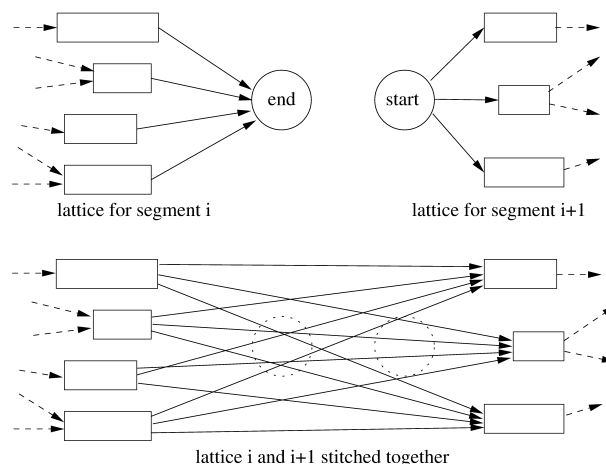 end
start
lattice for segment i
lattice for segment i+1
lattice i and i+1 stitched together